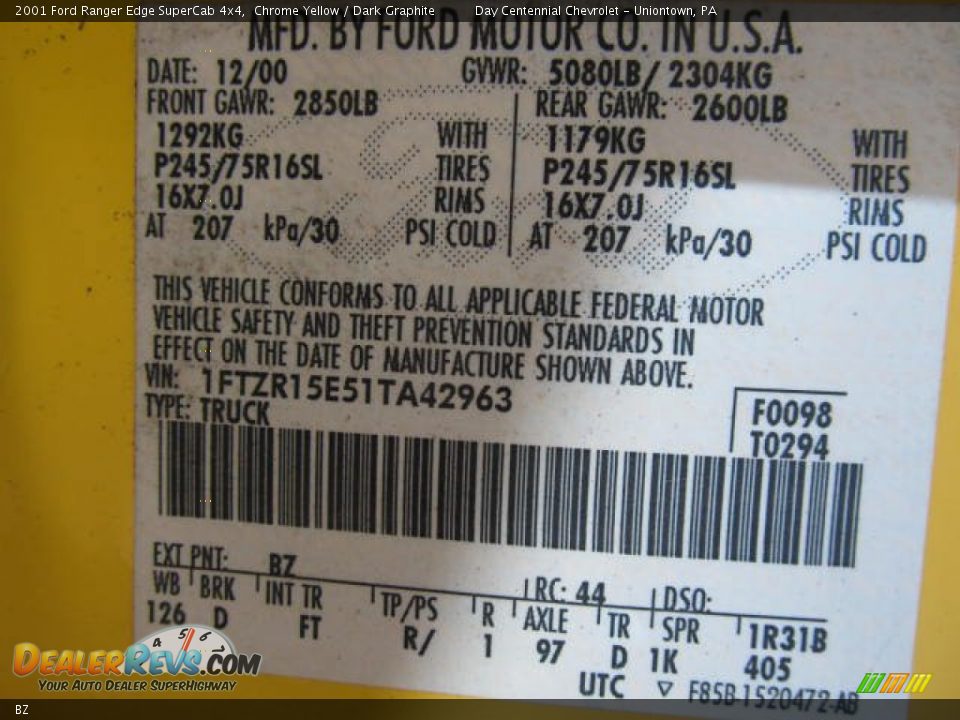 2001 Ford Ranger Edge SuperCab 4x4, Chrome Yellow / Dark Graphite Day Centennial Chevrolet - Uniontown, PA
MFD. BY FORD MOTOR CO. IN U.S.A.
DATE: 12/00 GVWR: 5080LB/ 2304KG
FRONT GAWR: 2850LB REAR GAWR: 2600LB
1292KG WITH 1179KG WITH
P245/75R16SL TIRES P245/75R16SL TIRES
16X7.0J RIMS 16X7.0J RIMS
AT 207 kPa/30 PSI COLD AT 207 kPa/30 PSI COLD
THIS VEHICLE CONFORMS TO ALL APPLICABLE FEDERAL MOTOR
VEHICLE SAFETY AND THEFT PREVENTION STANDARDS IN
EFFECT ON THE DATE OF MANUFACTURE SHOWN ABOVE.
VIN: 1FTZR15E51TA42963
TYPE: TRUCK
F0098
T0294
EXT PNT: BZ RC: 44 DSO:
WB BRK INT TR TP/PS R AXLE TR SPR 1R31B
126 D FT R/ 1 97 D 1K 405
UTC ▽ F85B-1520472-AB
4 5 6 7
DEALERREVS.COM
Your Auto Dealer SuperHighway
BZ